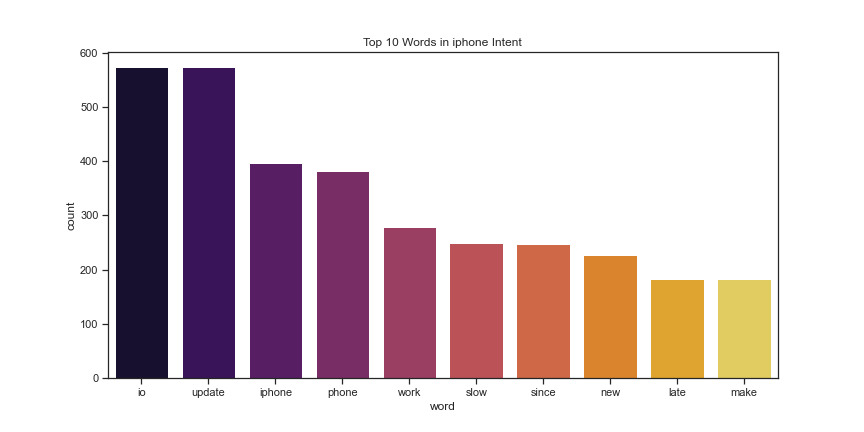 Top 10 Words in iphone Intent
600
500
400
300
200
100
0
count
io update iphone phone work slow since new late make
word